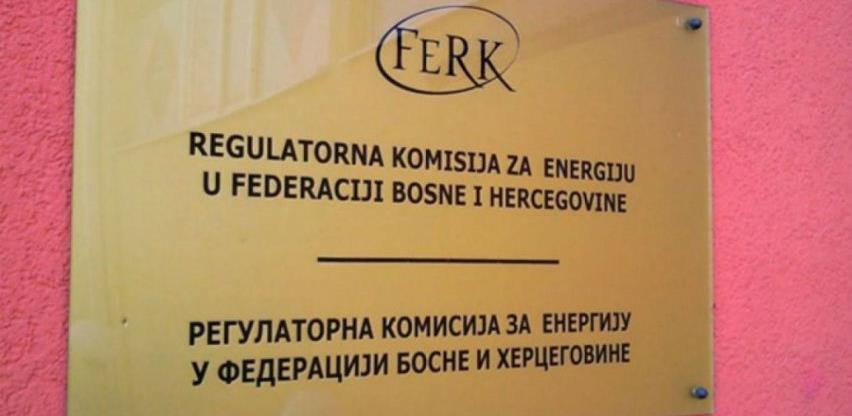 FERK
REGULATORNA KOMISIJA ZA ENERGIJU
U FEDERACIJI BOSNE I HERCEGOVINE
РЕГУЛАТОРНА КОМИСИЈА ЗА ЕНЕРГИЈУ
У ФЕДЕРАЦИЈИ БОСНЕ И ХЕРЦЕГОВИНЕ